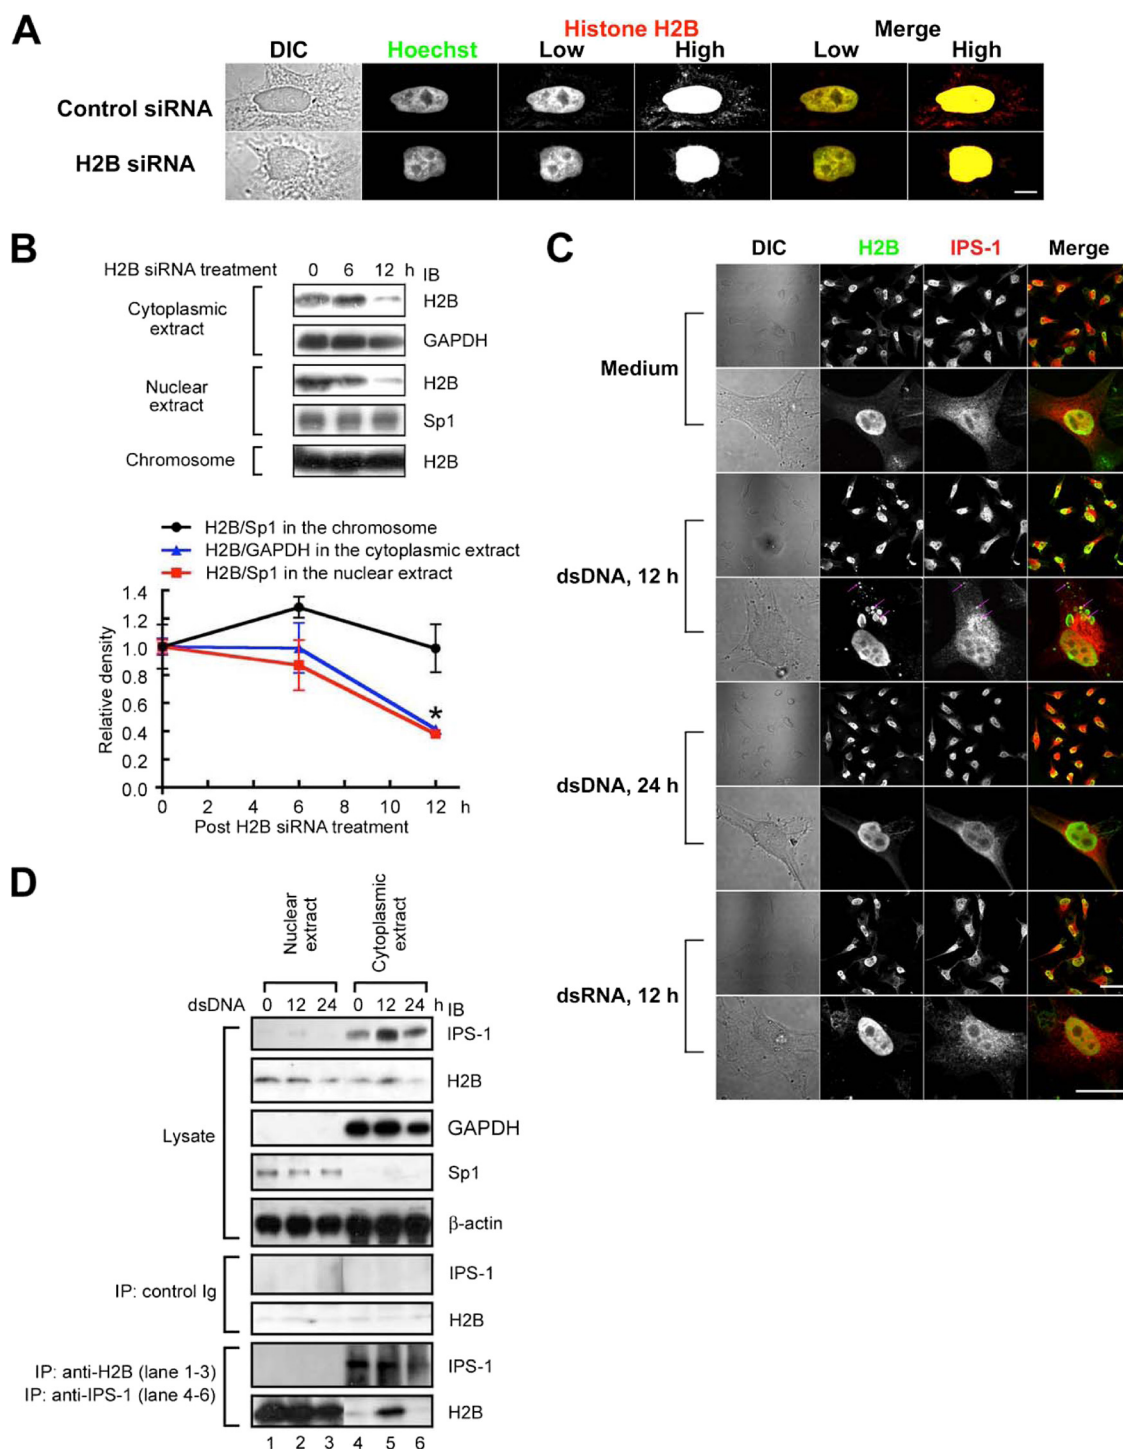 A
Histone H2B
Merge
DIC
Hoechst
Low
High
Low
High
Control siRNA
H2B siRNA
B
H2B siRNA treatment
0 6 12 h
IB
Cytoplasmic
extract
H2B
GAPDH
Nuclear
extract
H2B
Sp1
Chromosome
H2B
H2B/Sp1 in the chromosome
H2B/GAPDH in the cytoplasmic extract
H2B/Sp1 in the nuclear extract
Relative density
1.4
1.2
1.0
0.8
0.6
0.4
0.2
0.0
*
0 2 4 6 8 10 12 h
Post H2B siRNA treatment
C
DIC
H2B
IPS-1
Merge
Medium
dsDNA, 12 h
dsDNA, 24 h
dsRNA, 12 h
D
Nuclear
extract
Cytoplasmic
extract
dsDNA 0 12 24 0 12 24 h
IB
Lysate
IPS-1
H2B
GAPDH
Sp1
β-actin
IP: control Ig
IPS-1
H2B
IP: anti-H2B (lane 1-3)
IP: anti-IPS-1 (lane 4-6)
IPS-1
H2B
1 2 3 4 5 6